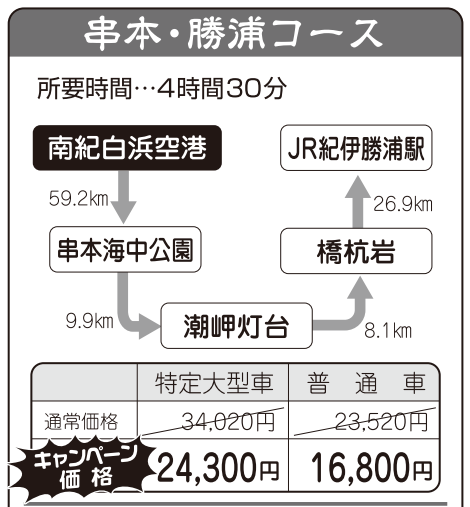 串本・勝浦コース
所要時間…4時間30分
南紀白浜空港
JR紀伊勝浦駅
59.2km
26.9km
串本海中公園
橋杭岩
9.9km
潮岬灯台
8.1km
特定大型車 普通車
通常価格 34,020円 23,520円
キャンペーン
価格
24,300円 16,800円